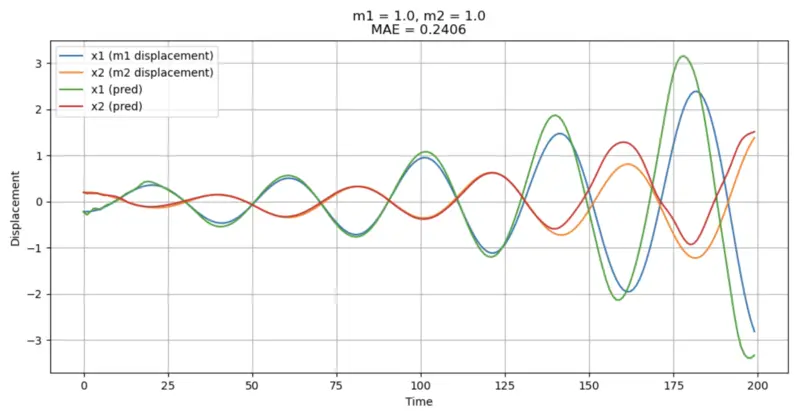 m1 = 1.0, m2 = 1.0
MAE = 0.2406
x1 (m1 displacement)
x2 (m2 displacement)
x1 (pred)
x2 (pred)
Displacement
3
2
1
0
−1
−2
−3
0 25 50 75 100 125 150 175 200
Time